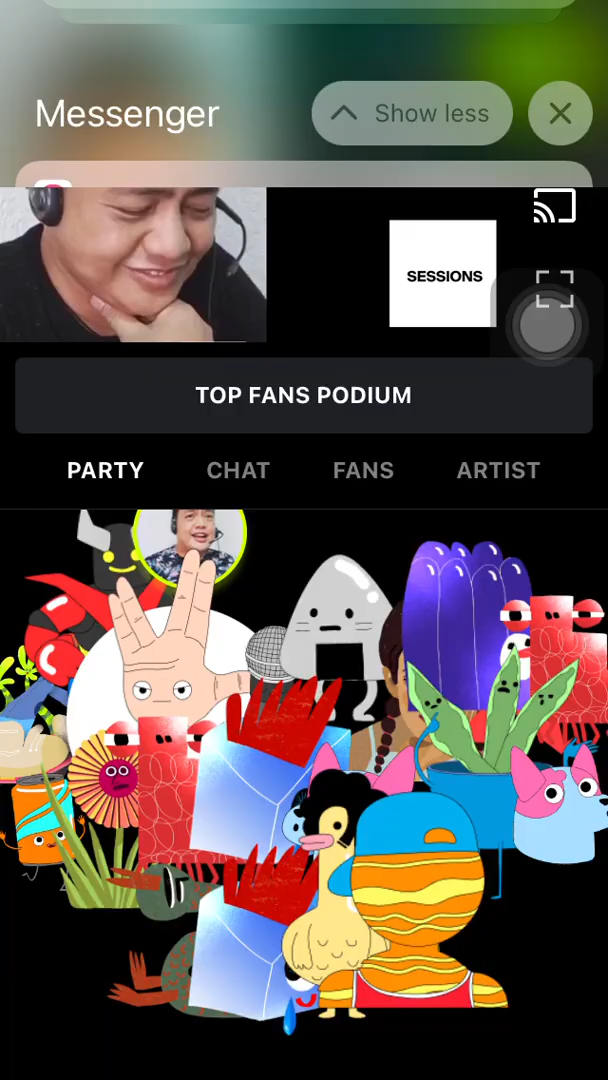 Messenger
Show less
SESSIONS
TOP FANS PODIUM
PARTY
CHAT
FANS
ARTIST